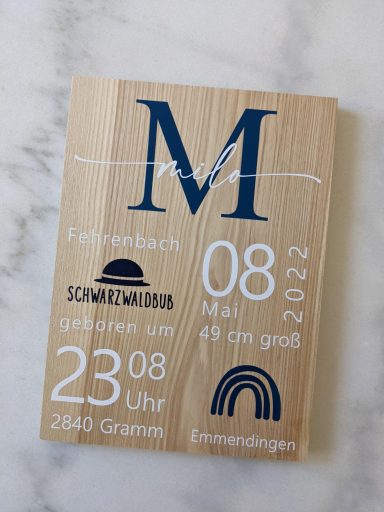 M
milo
Fehrenbach
SCHWARZWALDBUB
geboren um
23 08
Uhr
2840 Gramm
08
Mai
2022
49 cm groß
Emmendingen